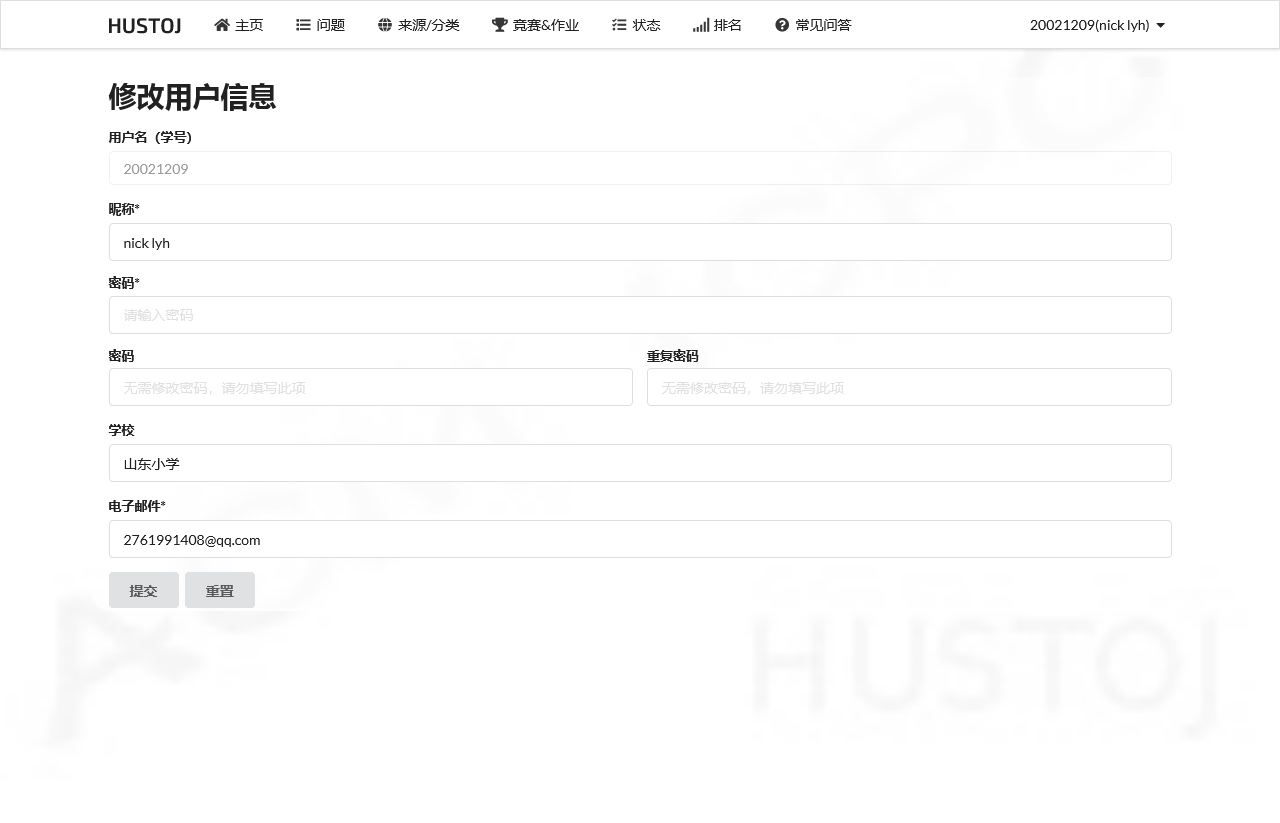 HUSTOJ 主页 问题 来源/分类 竞赛&作业 状态 排名 常见问答 20021209(nick lyh)
修改用户信息
用户名（学号）
20021209
昵称*
nick lyh
密码*
请输入密码
密码 重复密码
无需修改密码，请勿填写此项 无需修改密码，请勿填写此项
学校
山东小学
电子邮件*
2761991408@qq.com
提交 重置
HUSTOJ